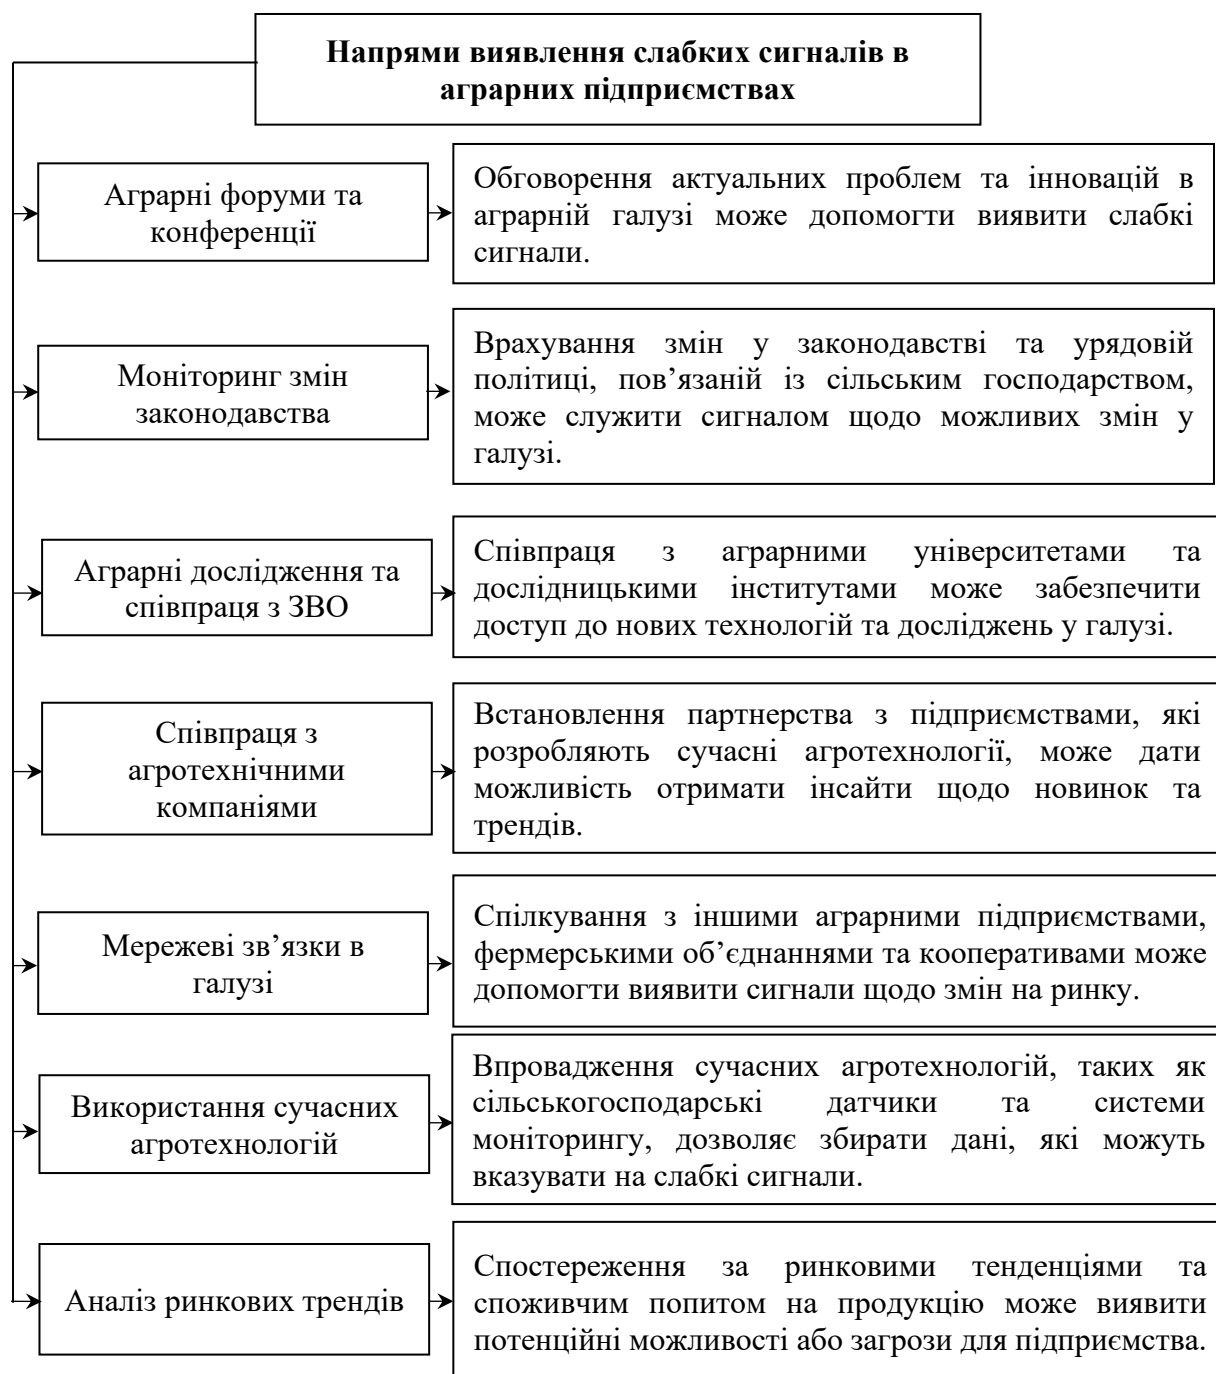 Напрями виявлення слабких сигналів в
аграрних підприємствах
Аграрні форуми та
конференції
Обговорення актуальних проблем та інновацій в
аграрній галузі може допомогти виявити слабкі
сигнали.
Моніторинг змін
законодавства
Врахування змін у законодавстві та урядовій
політиці, пов’язаній із сільським господарством,
може служити сигналом щодо можливих змін у
галузі.
Аграрні дослідження та
співпраця з ЗВО
Співпраця з аграрними університетами та
дослідницькими інститутами може забезпечити
доступ до нових технологій та досліджень у галузі.
Співпраця з
агротехнічними
компаніями
Встановлення партнерства з підприємствами, які
розробляють сучасні агротехнології, може дати
можливість отримати інсайти щодо новинок та
трендів.
Мережеві зв’язки в
галузі
Спілкування з іншими аграрними підприємствами,
фермерськими об’єднаннями та кооперативами може
допомогти виявити сигнали щодо змін на ринку.
Використання сучасних
агротехнологій
Впровадження сучасних агротехнологій, таких як
сільськогосподарські датчики та системи
моніторингу, дозволяє збирати дані, які можуть
вказувати на слабкі сигнали.
Аналіз ринкових трендів
Спостереження за ринковими тенденціями та
споживчим попитом на продукцію може виявити
потенційні можливості або загрози для підприємства.